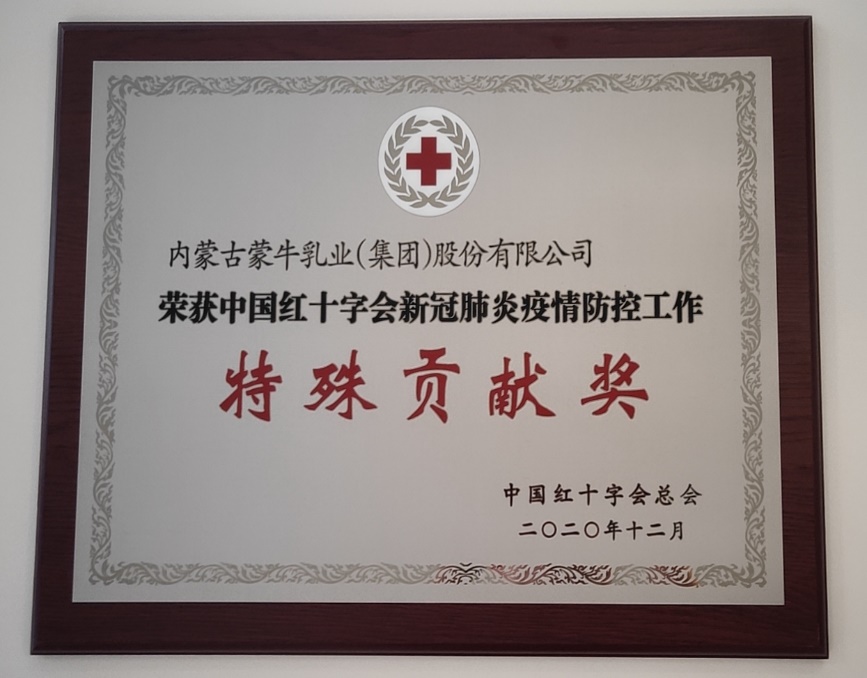 内蒙古蒙牛乳业(集团)股份有限公司
荣获中国红十字会新冠肺炎疫情防控工作
特殊贡献奖
中国红十字会总会
二〇二〇年十二月